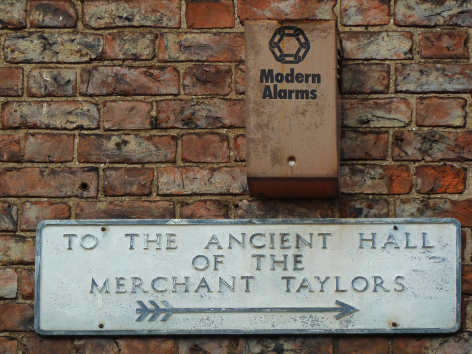 Modern
Alarms
TO THE ANCIENT HALL
OF THE
MERCHANT TAYLORS